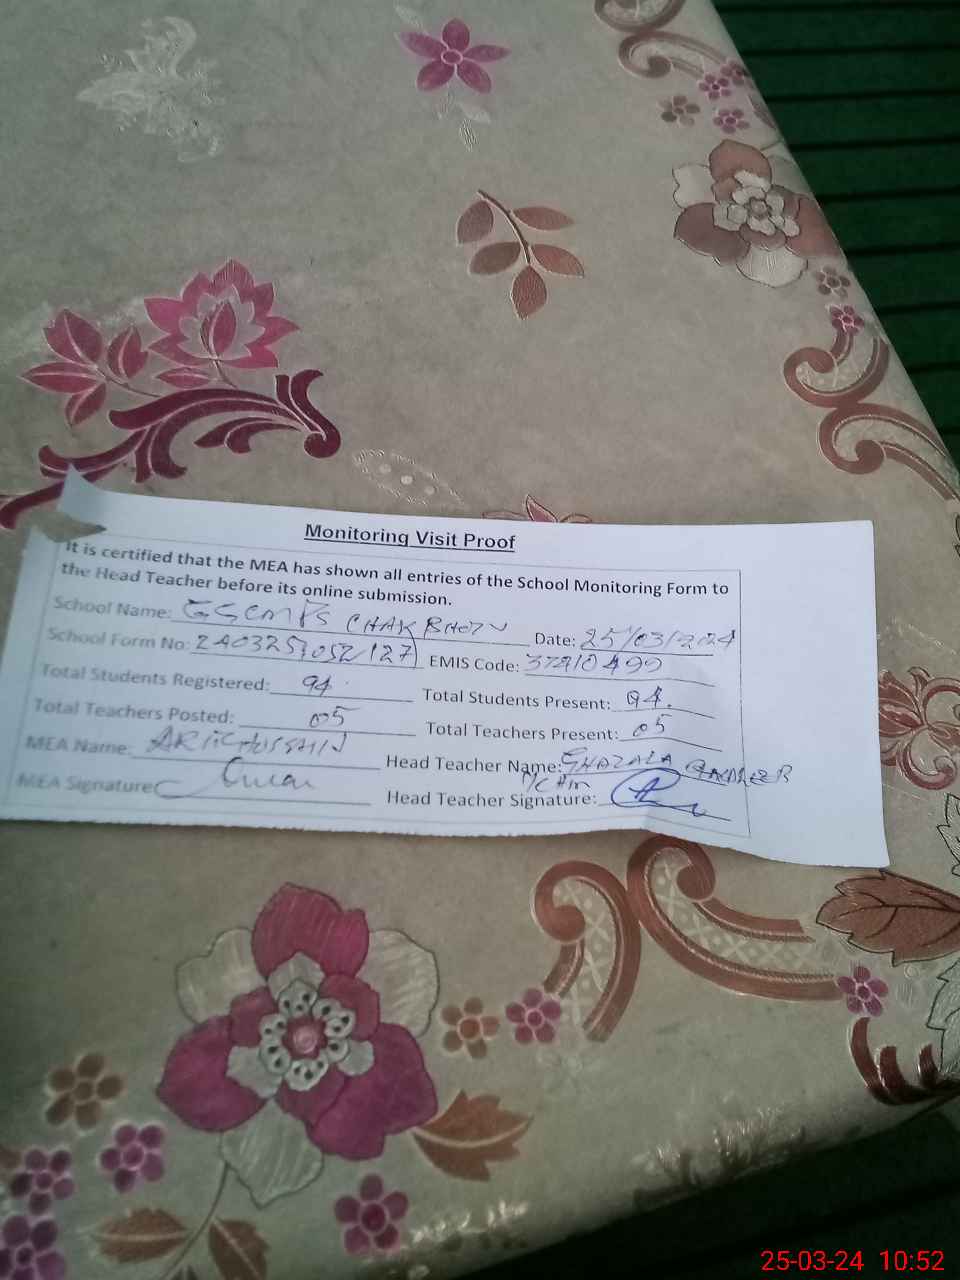 Monitoring Visit Proof
It is certified that the MEA has shown all entries of the School Monitoring Form to
the Head Teacher before its online submission.
School Name: GGCMPS CHAK Date: 25/03/2024
School Form No: EMIS Code:
Total Students Registered: 94 Total Students Present: 94.
Total Teachers Posted: 05 Total Teachers Present: 05
MEA Name: Head Teacher Name: GHAZALA
MEA Signature Head Teacher Signature:
25-03-24 10:52